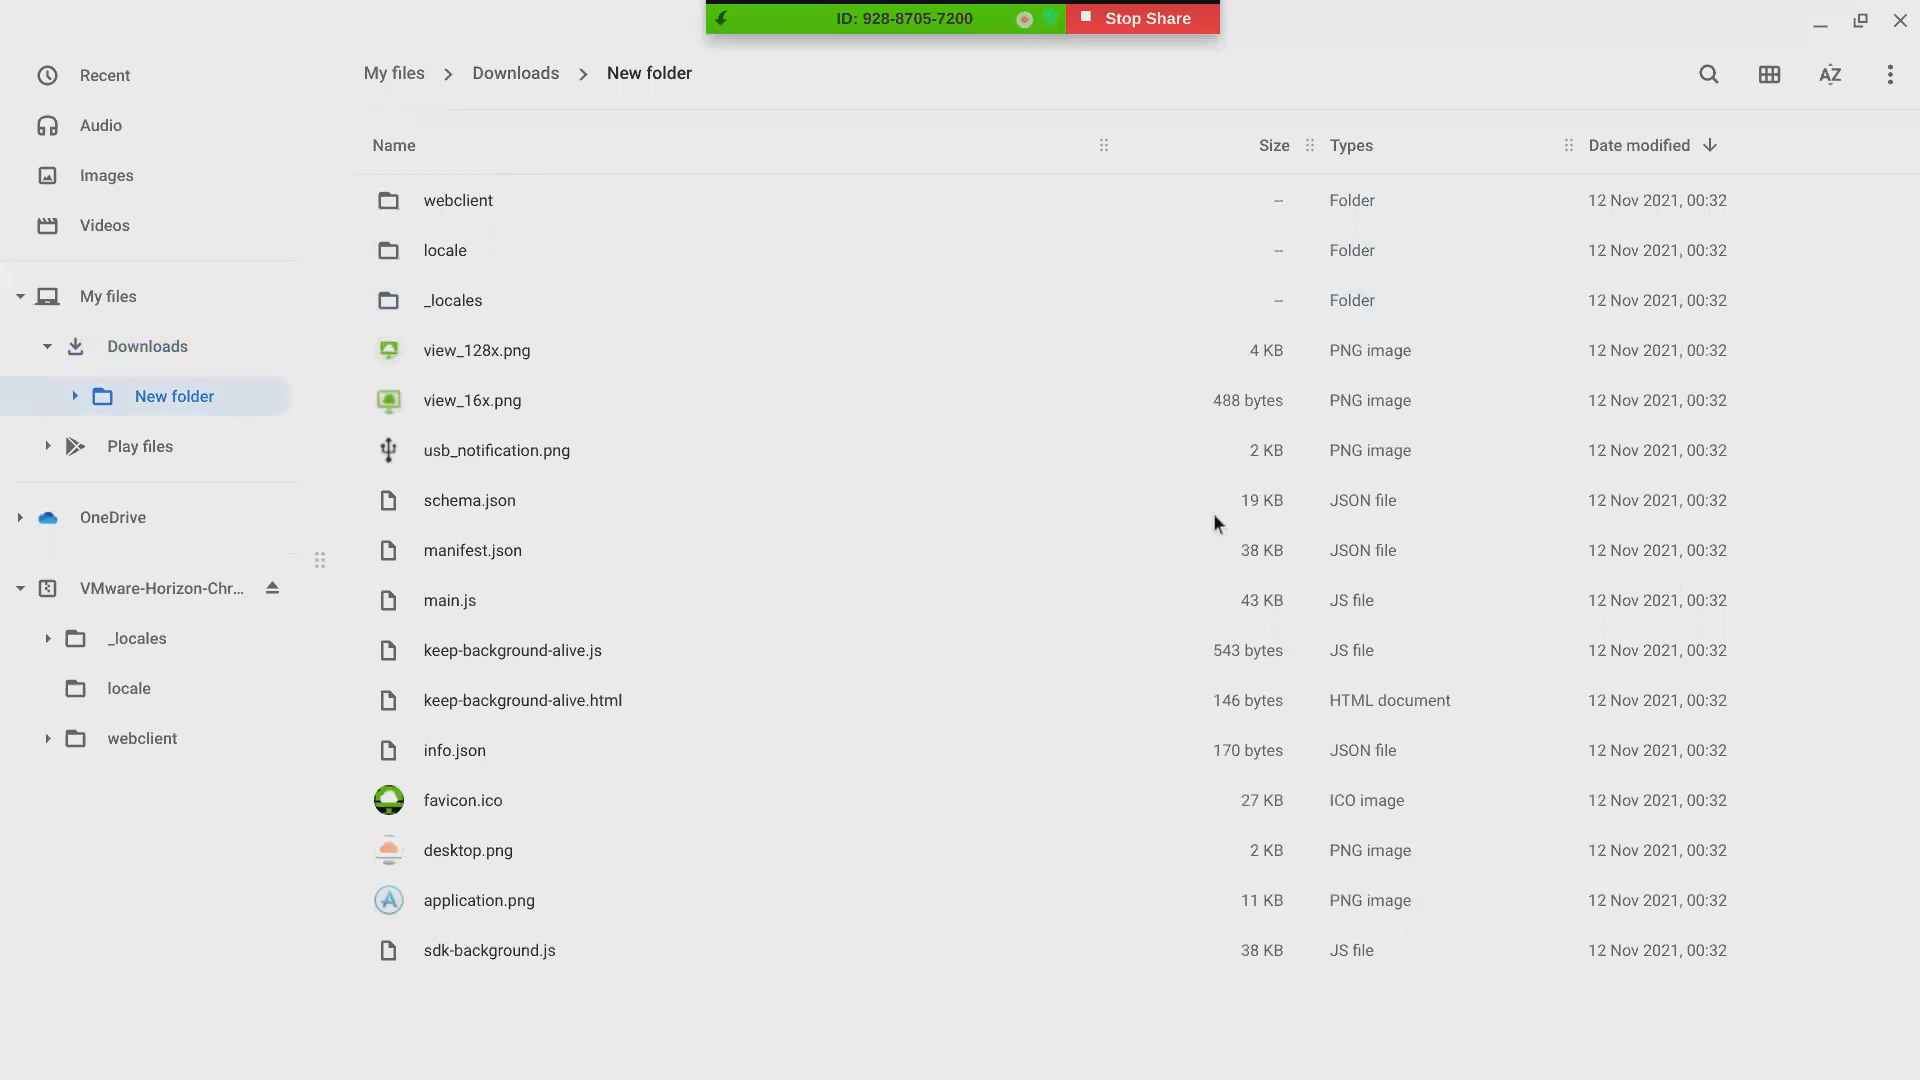 ID: 928-8705-7200
Stop Share
Recent
Audio
Images
Videos
My files
Downloads
New folder
Play files
OneDrive
VMware-Horizon-Chr...
_locales
locale
webclient
My files > Downloads > New folder
AZ
Name Size Types Date modified
webclient -- Folder 12 Nov 2021, 00:32
locale -- Folder 12 Nov 2021, 00:32
_locales -- Folder 12 Nov 2021, 00:32
view_128x.png 4 KB PNG image 12 Nov 2021, 00:32
view_16x.png 488 bytes PNG image 12 Nov 2021, 00:32
usb_notification.png 2 KB PNG image 12 Nov 2021, 00:32
schema.json 19 KB JSON file 12 Nov 2021, 00:32
manifest.json 38 KB JSON file 12 Nov 2021, 00:32
main.js 43 KB JS file 12 Nov 2021, 00:32
keep-background-alive.js 543 bytes JS file 12 Nov 2021, 00:32
keep-background-alive.html 146 bytes HTML document 12 Nov 2021, 00:32
info.json 170 bytes JSON file 12 Nov 2021, 00:32
favicon.ico 27 KB ICO image 12 Nov 2021, 00:32
desktop.png 2 KB PNG image 12 Nov 2021, 00:32
application.png 11 KB PNG image 12 Nov 2021, 00:32
sdk-background.js 38 KB JS file 12 Nov 2021, 00:32